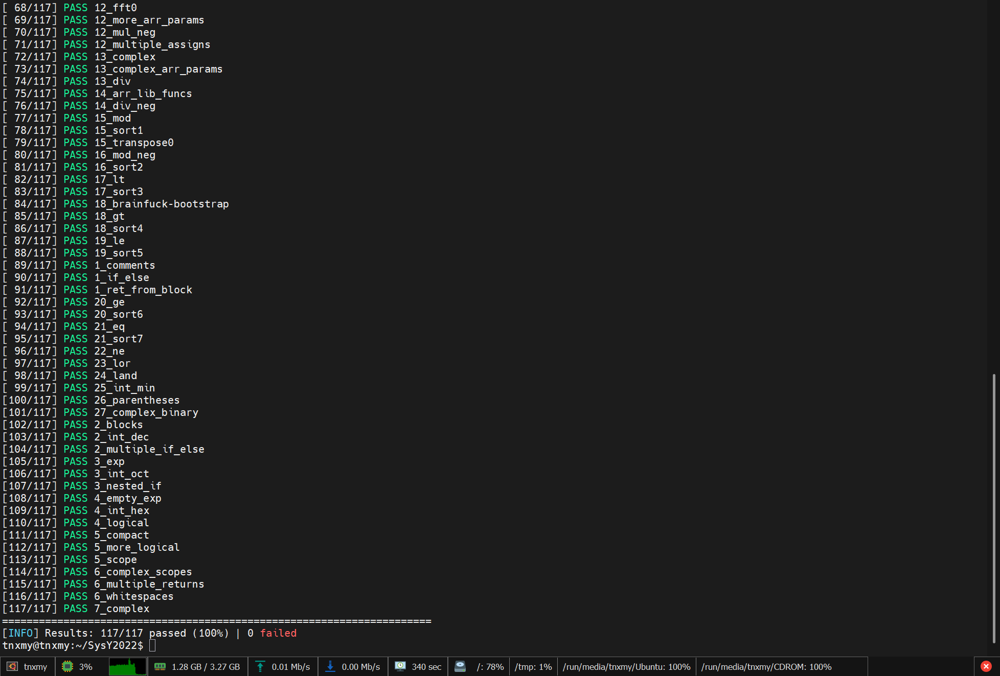 [ 68/117] PASS 12_fft0
[ 69/117] PASS 12_more_arr_params
[ 70/117] PASS 12_mul_neg
[ 71/117] PASS 12_multiple_assigns
[ 72/117] PASS 13_complex
[ 73/117] PASS 13_complex_arr_params
[ 74/117] PASS 13_div
[ 75/117] PASS 14_arr_lib_funcs
[ 76/117] PASS 14_div_neg
[ 77/117] PASS 15_mod
[ 78/117] PASS 15_sort1
[ 79/117] PASS 15_transpose0
[ 80/117] PASS 16_mod_neg
[ 81/117] PASS 16_sort2
[ 82/117] PASS 17_lt
[ 83/117] PASS 17_sort3
[ 84/117] PASS 18_brainfuck-bootstrap
[ 85/117] PASS 18_gt
[ 86/117] PASS 18_sort4
[ 87/117] PASS 19_le
[ 88/117] PASS 19_sort5
[ 89/117] PASS 1_comments
[ 90/117] PASS 1_if_else
[ 91/117] PASS 1_ret_from_block
[ 92/117] PASS 20_ge
[ 93/117] PASS 20_sort6
[ 94/117] PASS 21_eq
[ 95/117] PASS 21_sort7
[ 96/117] PASS 22_ne
[ 97/117] PASS 23_lor
[ 98/117] PASS 24_land
[ 99/117] PASS 25_int_min
[100/117] PASS 26_parentheses
[101/117] PASS 27_complex_binary
[102/117] PASS 2_blocks
[103/117] PASS 2_int_dec
[104/117] PASS 2_multiple_if_else
[105/117] PASS 3_exp
[106/117] PASS 3_int_oct
[107/117] PASS 3_nested_if
[108/117] PASS 4_empty_exp
[109/117] PASS 4_int_hex
[110/117] PASS 4_logical
[111/117] PASS 5_compact
[112/117] PASS 5_more_logical
[113/117] PASS 5_scope
[114/117] PASS 6_complex_scopes
[115/117] PASS 6_multiple_returns
[116/117] PASS 6_whitespaces
[117/117] PASS 7_complex
======================================================================
[INFO] Results: 117/117 passed (100%) | 0 failed
tnxmy@tnxmy:~/SysY2022$
tnxmy 3% 1.28 GB / 3.27 GB 0.01 Mb/s 0.00 Mb/s 340 sec /: 78% /tmp: 1% /run/media/tnxmy/Ubuntu: 100% /run/media/tnxmy/CDROM: 100%